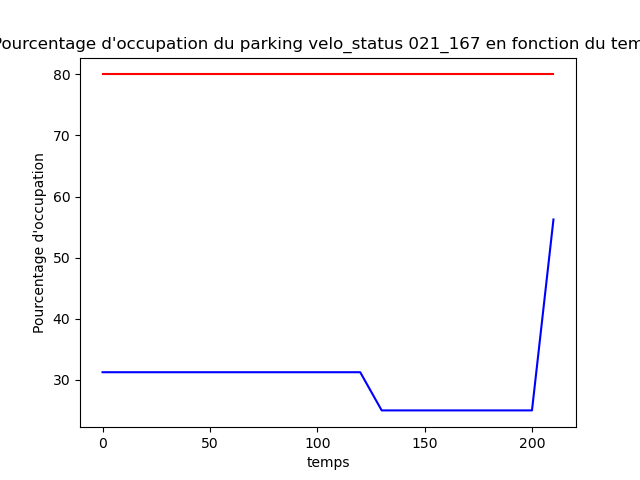 Pourcentage d'occupation du parking velo_status 021_167 en fonction du tem
80
70
60
50
40
30
Pourcentage d'occupation
0 50 100 150 200
temps